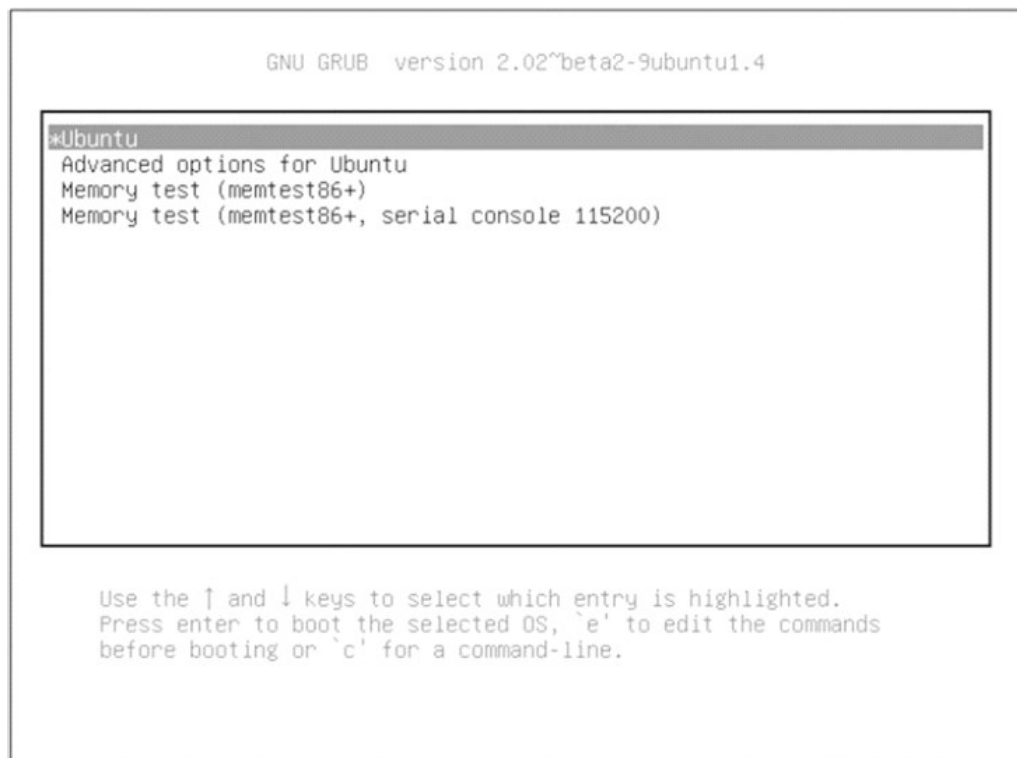 GNU GRUB  version 2.02~beta2-9ubuntu1.4
*Ubuntu
Advanced options for Ubuntu
Memory test (memtest86+)
Memory test (memtest86+, serial console 115200)
Use the ↑ and ↓ keys to select which entry is highlighted.
Press enter to boot the selected OS, `e' to edit the commands
before booting or `c' for a command-line.